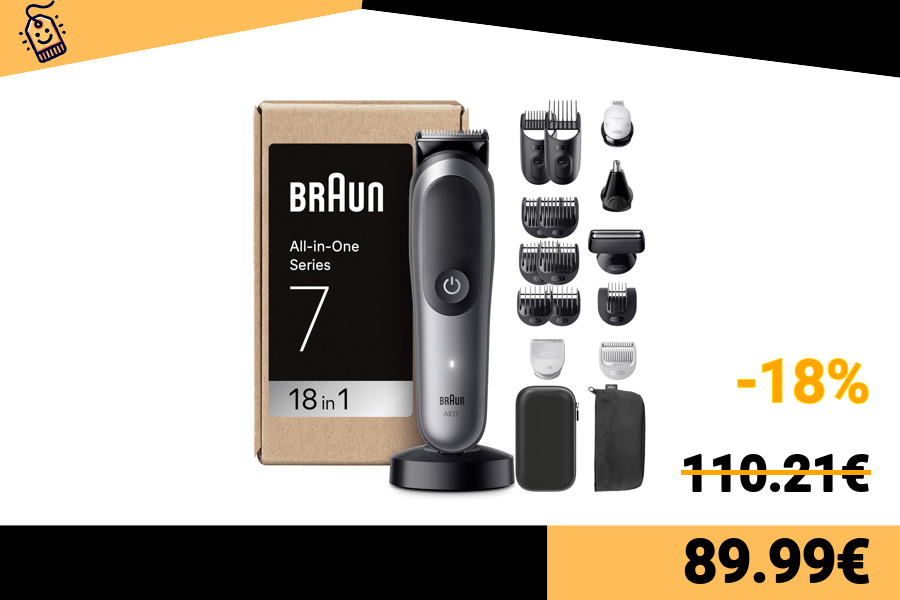 BRAUN
All-in-One
Series
7
18 in 1
BRAUN
AIO7
-18%
110.21€
89.99€